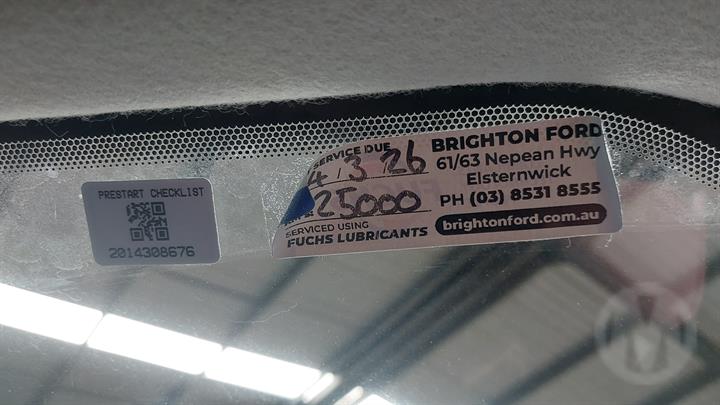 PRESTART CHECKLIST
2014308676
SERVICE DUE
4/3 26
25000
SERVICED USING
FUCHS LUBRICANTS
BRIGHTON FORD
61/63 Nepean Hwy
Elsternwick
PH (03) 8531 8555
brightonford.com.au